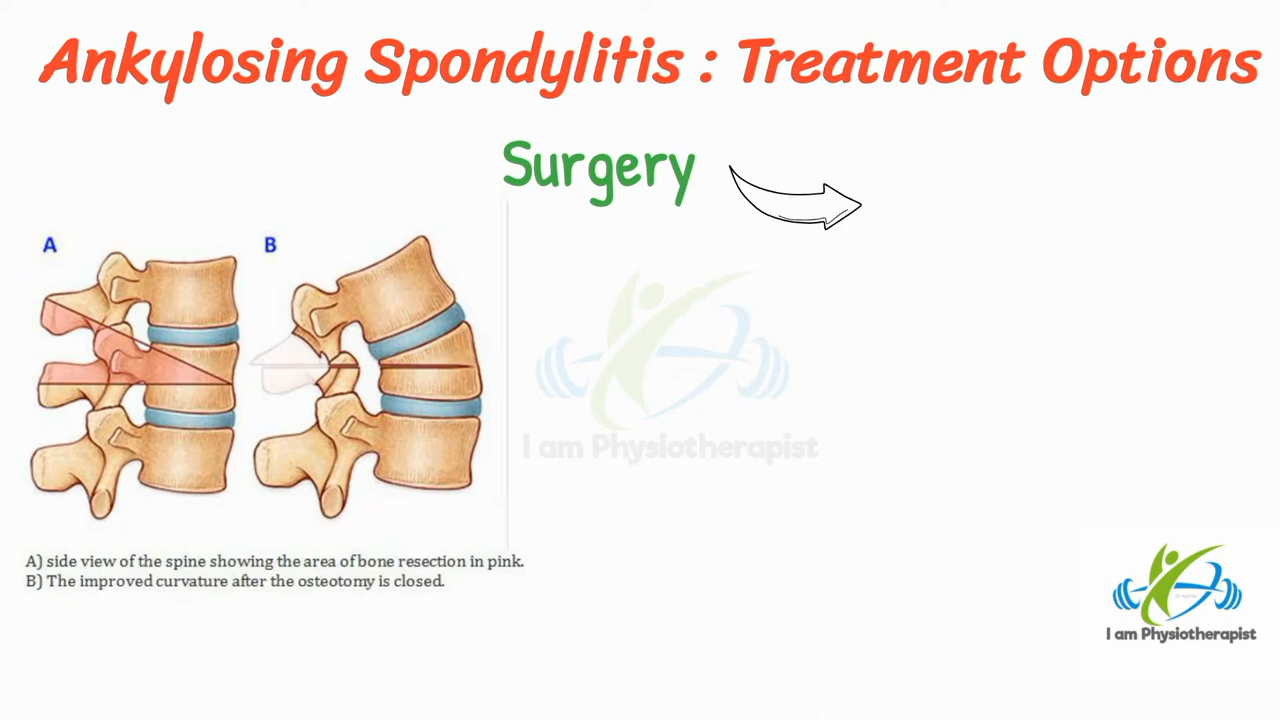 Ankylosing Spondylitis : Treatment Options
Surgery
A
B
I am Physiotherapist
A) side view of the spine showing the area of bone resection in pink.
B) The improved curvature after the osteotomy is closed.
I am Physiotherapist